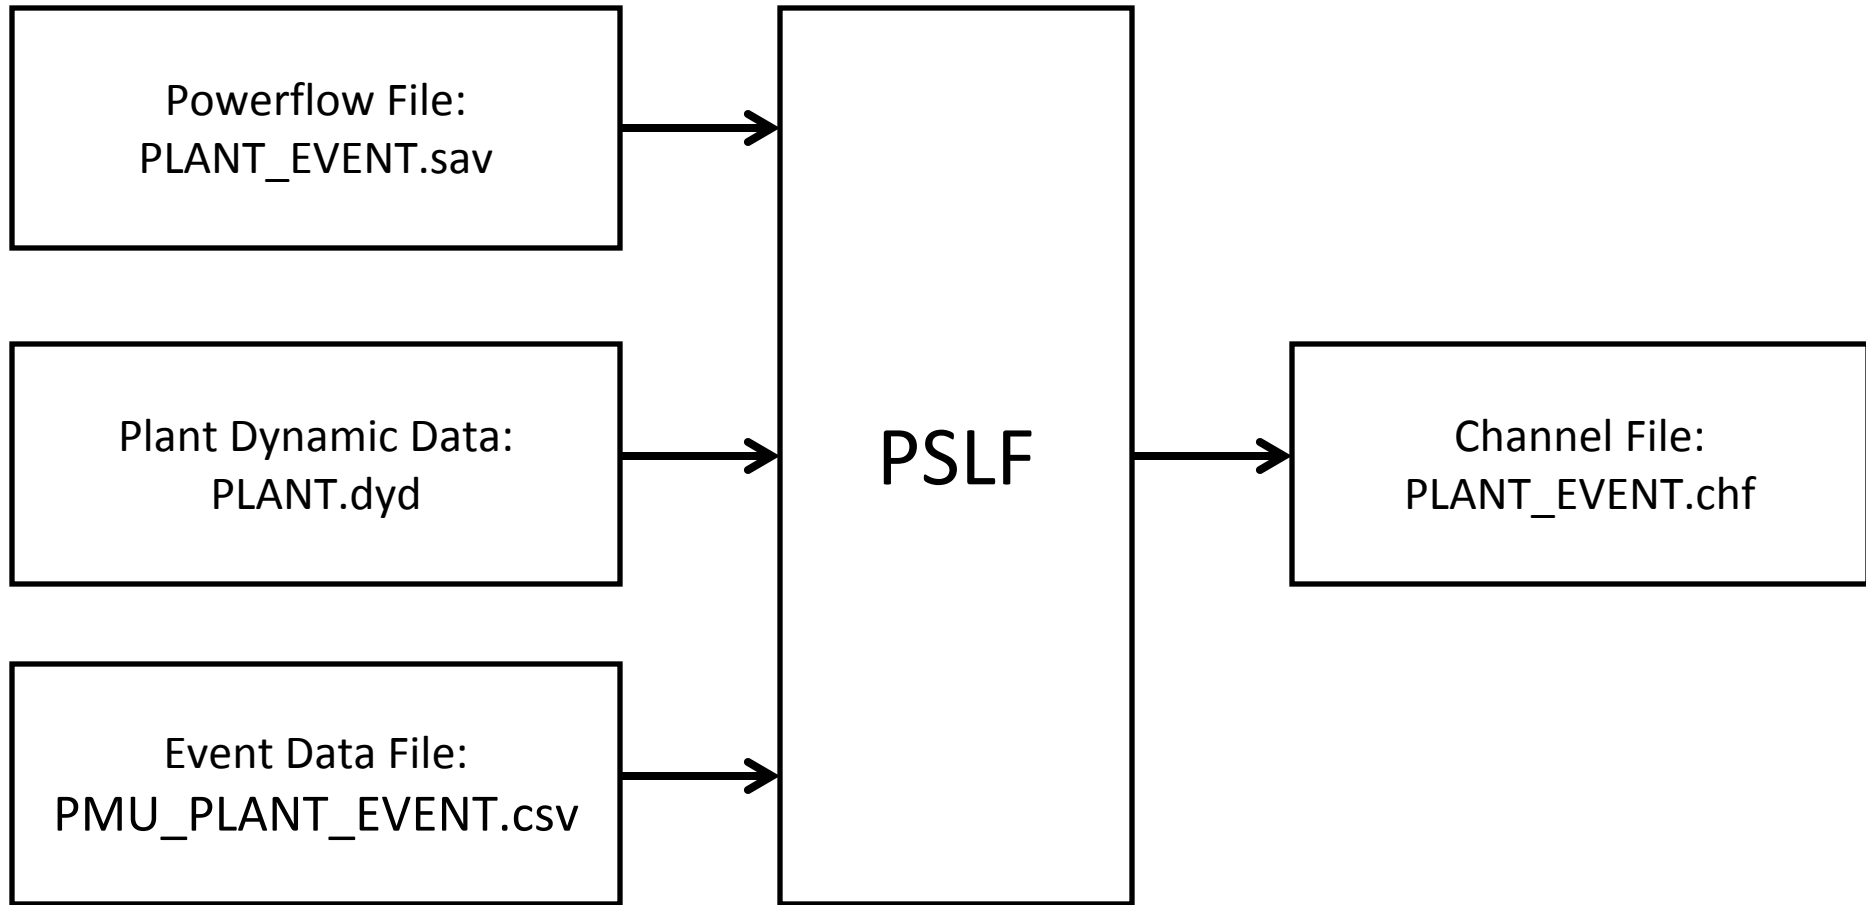 Powerflow File:
PLANT_EVENT.sav
Plant Dynamic Data:
PLANT.dyd
Event Data File:
PMU_PLANT_EVENT.csv
PSLF
Channel File:
PLANT_EVENT.chf